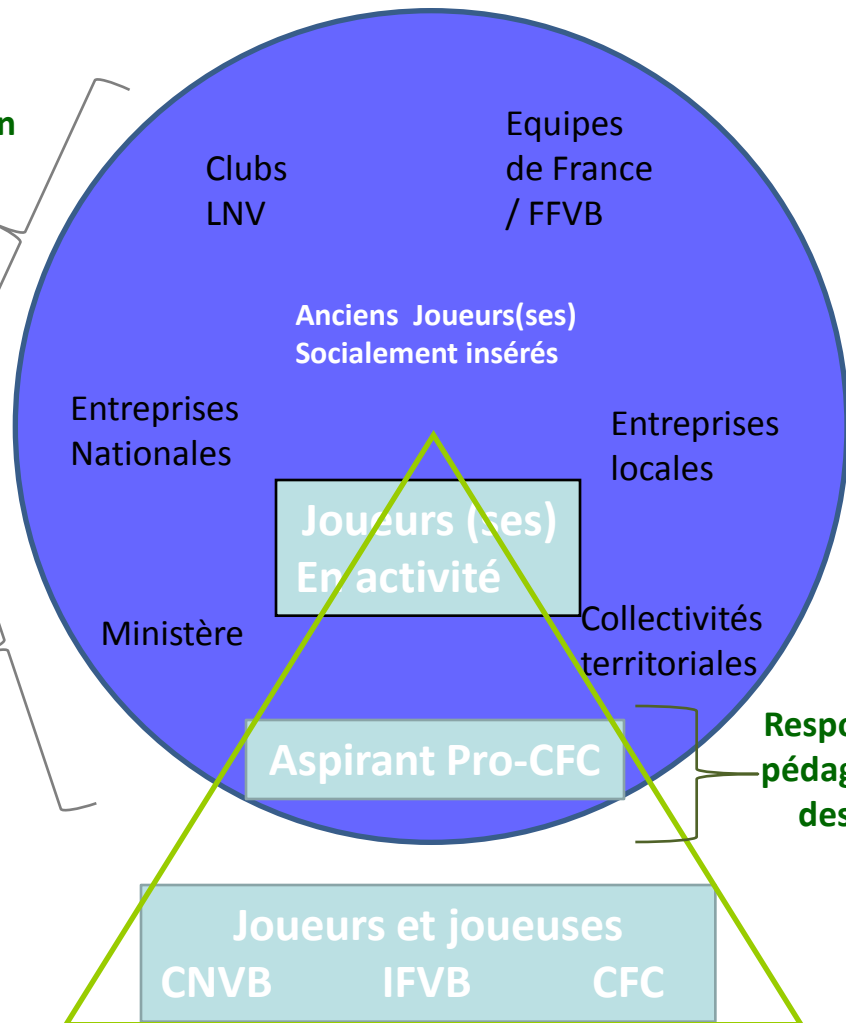 Clubs
LNV
Equipes
de France
/ FFVB
Anciens Joueurs(ses)
Socialement insérés
Entreprises
Nationales
Entreprises
locales
Joueurs (ses)
En activité
Ministère
Collectivités
territoriales
Aspirant Pro-CFC
des
Joueurs et joueuses
CNVB IFVB CFC